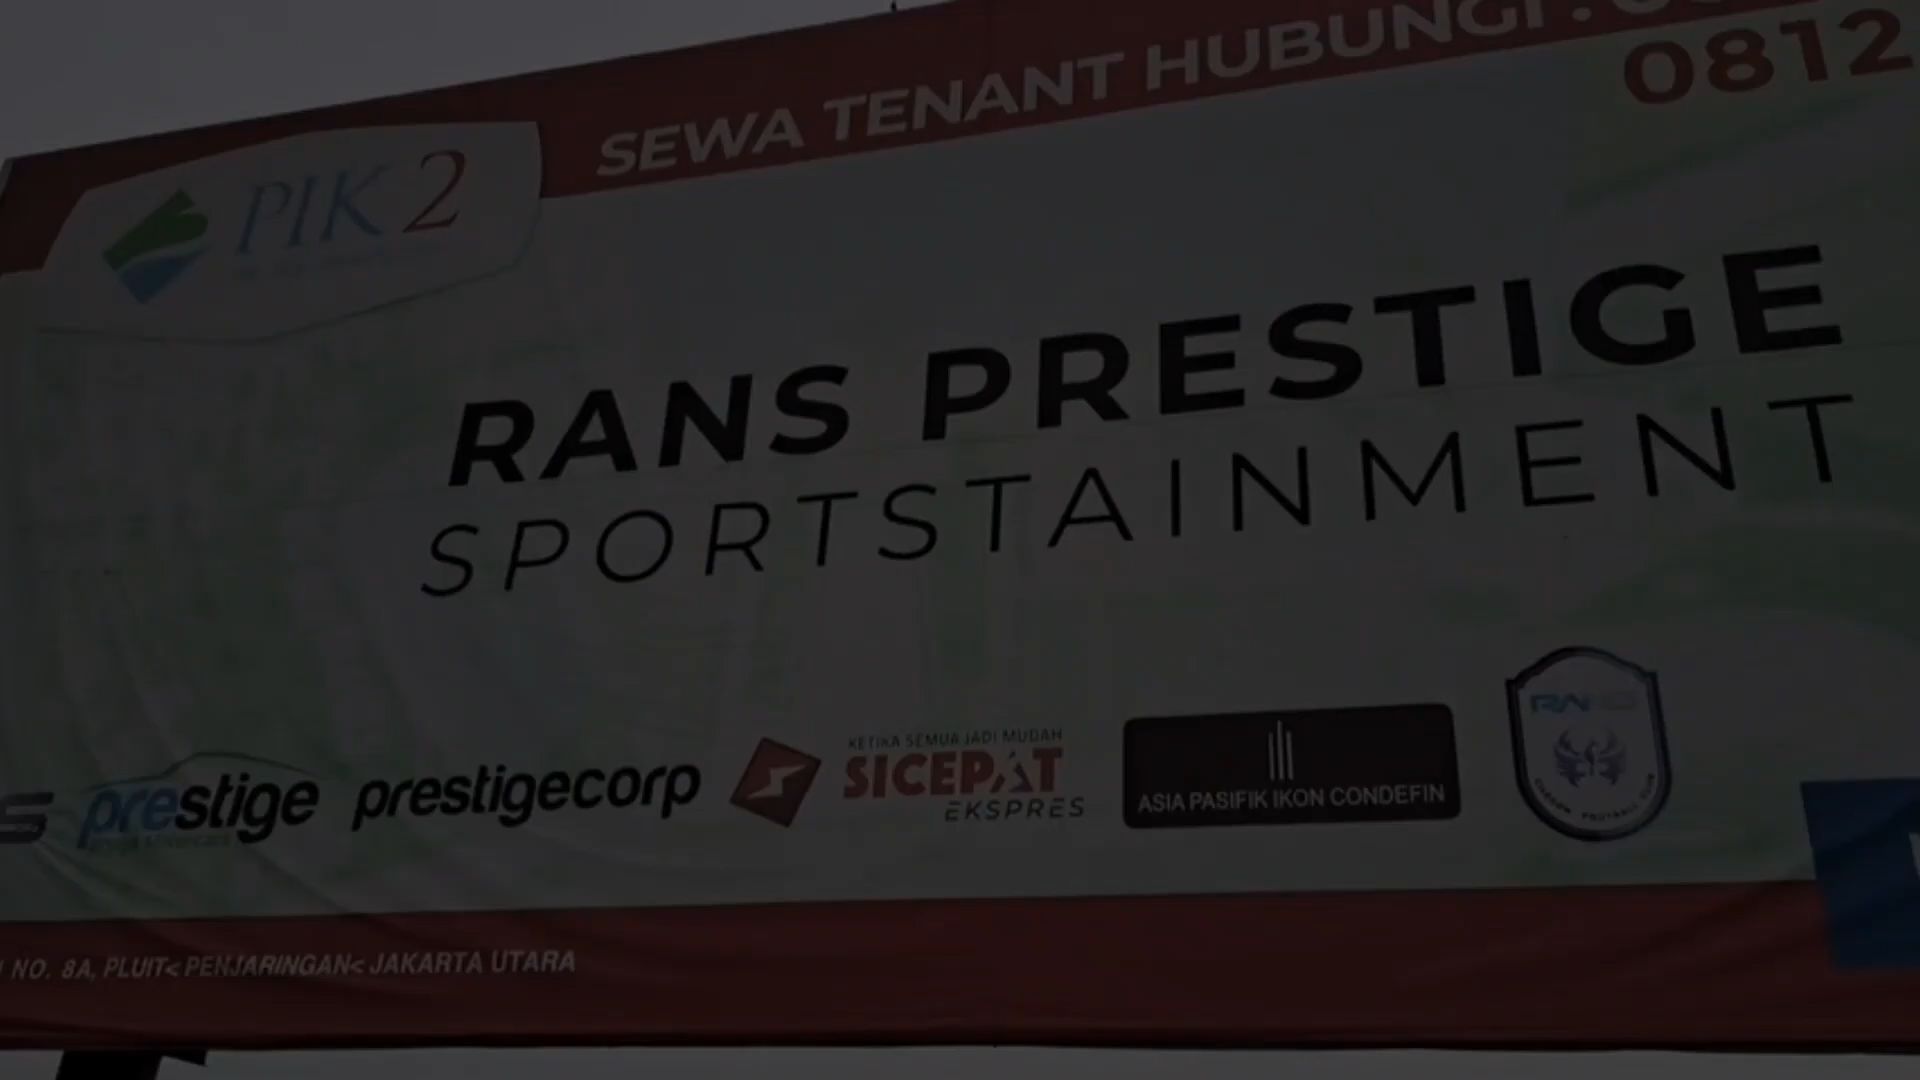 SEWA TENANT HUBUNGI :
0812
PIK 2
RANS PRESTIGE
SPORTSTAINMENT
prestige
prestigecorp
KETIKA SEMUA JADI MUDAH
SICEPAT
EKSPRES
ASIA PASIFIK IKON CONDEFIN
RANS
NO. 8A, PLUIT< PENJARINGAN< JAKARTA UTARA